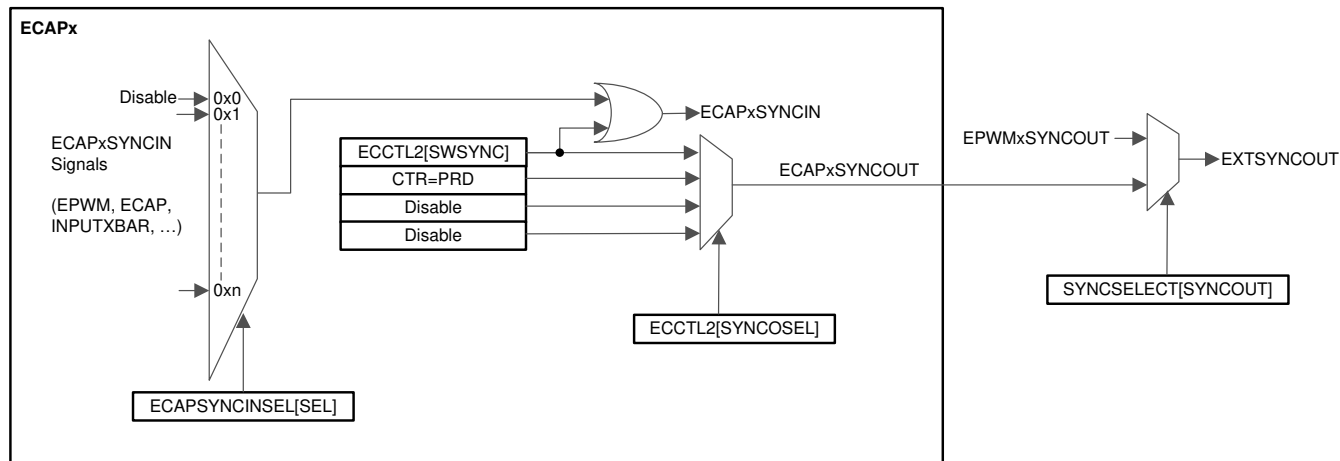 ECAPx
Disable
0x0
0x1
ECAPxSYNCIN
Signals
(EPWM, ECAP,
INPUTXBAR, …)
0xn
ECAPSYNCINSEL[SEL]
ECCTL2[SWSYNC]
CTR=PRD
Disable
Disable
ECAPxSYNCIN
ECAPxSYNCOUT
ECCTL2[SYNCOSEL]
EPWMxSYNCOUT
EXTSYNCOUT
SYNCSELECT[SYNCOUT]